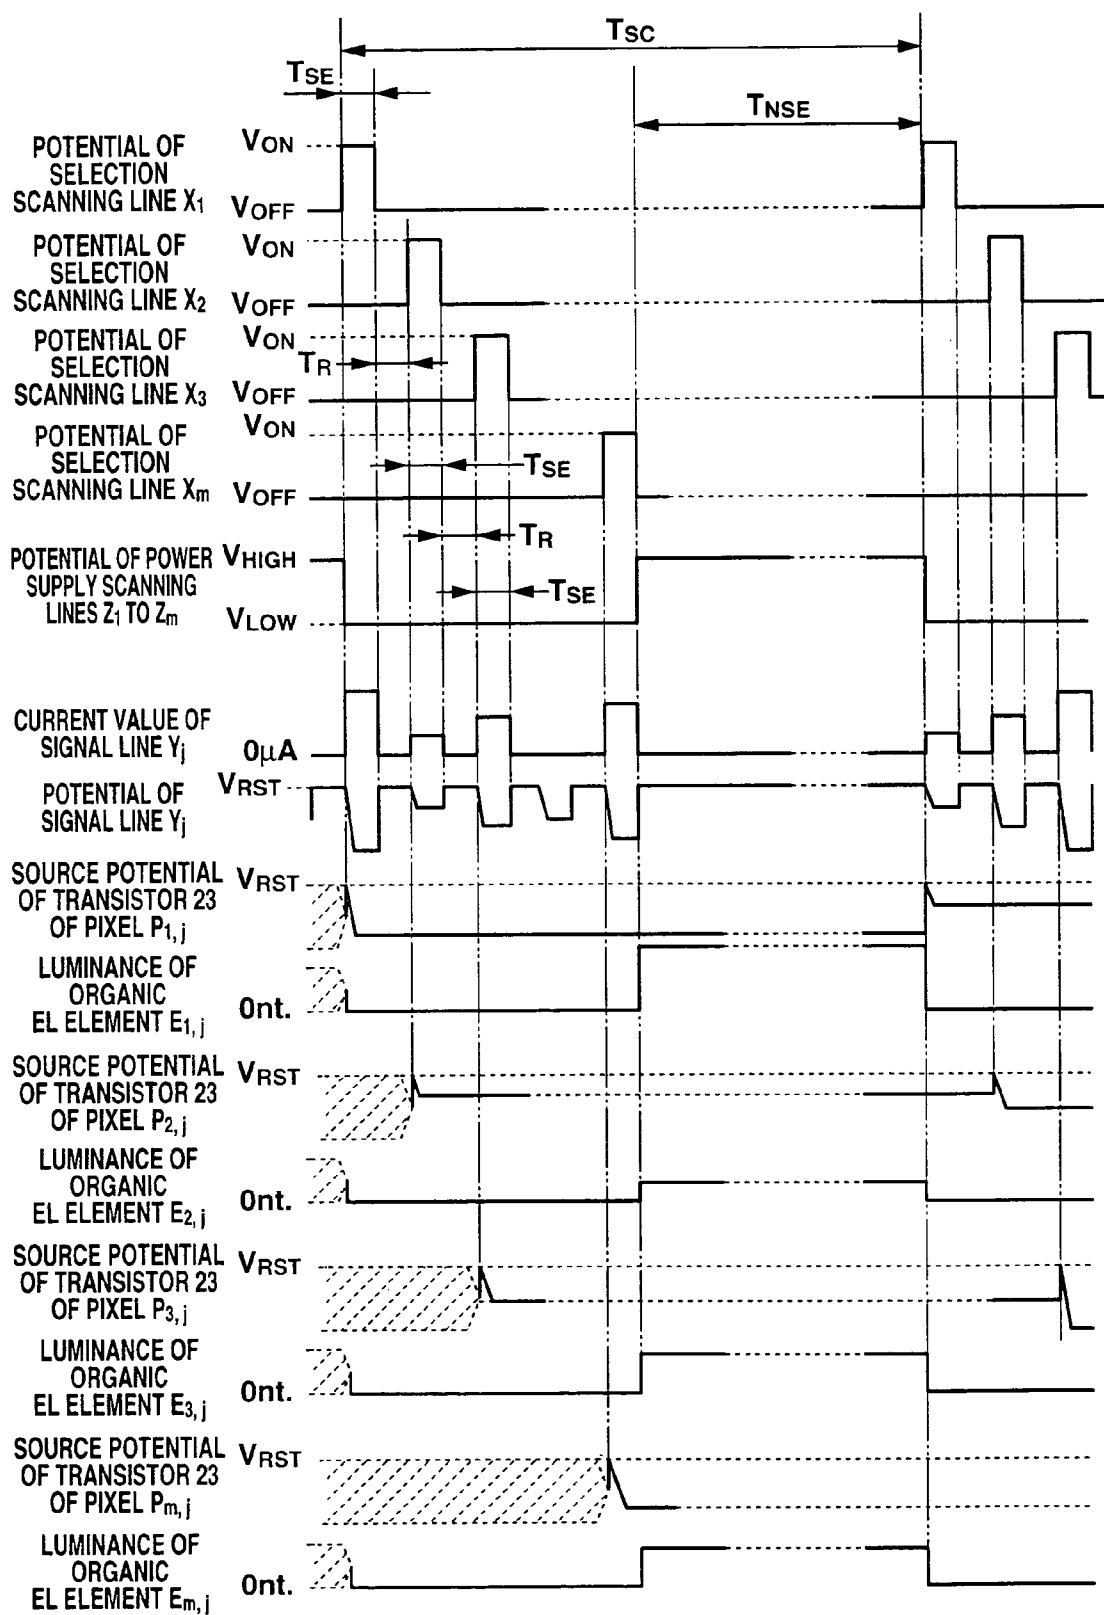 TSC
TSE
TNSE
POTENTIAL OF
SELECTION
SCANNING LINE X1
VON
VOFF
POTENTIAL OF
SELECTION
SCANNING LINE X2
VON
VOFF
POTENTIAL OF
SELECTION
SCANNING LINE X3
VON
TR
VOFF
POTENTIAL OF
SELECTION
SCANNING LINE Xm
VON
TSE
VOFF
TR
POTENTIAL OF POWER
SUPPLY SCANNING
LINES Z1 TO Zm
VHIGH
TSE
VLOW
CURRENT VALUE OF
SIGNAL LINE Yj
0μA
POTENTIAL OF
SIGNAL LINE Yj
VRST
SOURCE POTENTIAL
OF TRANSISTOR 23
OF PIXEL P1, j
VRST
LUMINANCE OF
ORGANIC
EL ELEMENT E1, j
0nt.
SOURCE POTENTIAL
OF TRANSISTOR 23
OF PIXEL P2, j
VRST
LUMINANCE OF
ORGANIC
EL ELEMENT E2, j
0nt.
SOURCE POTENTIAL
OF TRANSISTOR 23
OF PIXEL P3, j
VRST
LUMINANCE OF
ORGANIC
EL ELEMENT E3, j
0nt.
SOURCE POTENTIAL
OF TRANSISTOR 23
OF PIXEL Pm, j
VRST
LUMINANCE OF
ORGANIC
EL ELEMENT Em, j
0nt.